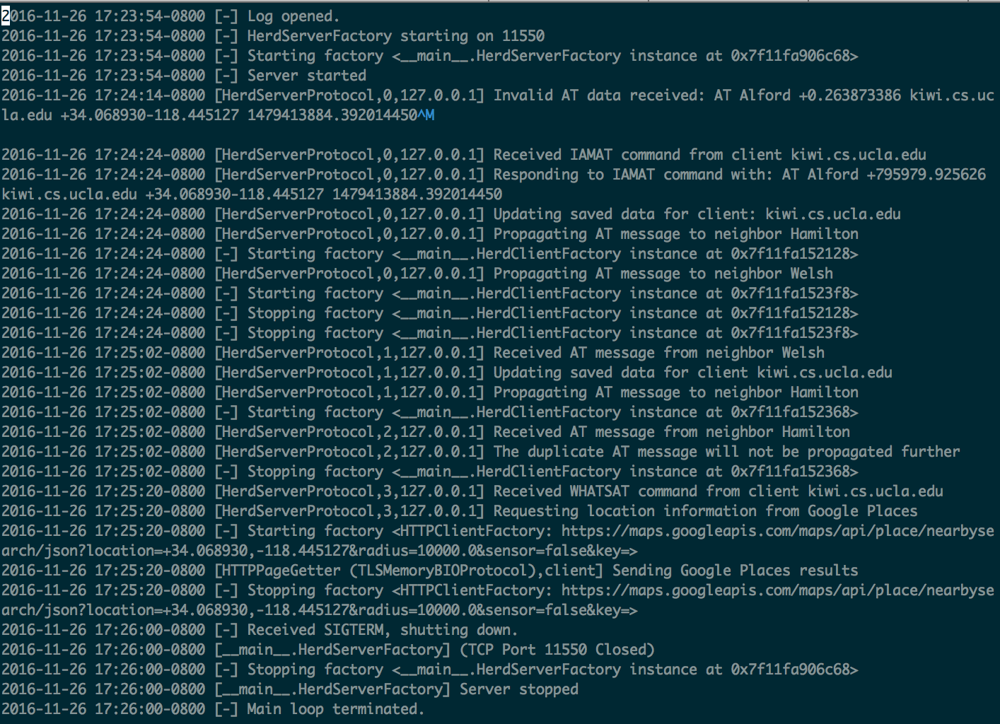 2016-11-26 17:23:54-0800 [-] Log opened.
2016-11-26 17:23:54-0800 [-] HerdServerFactory starting on 11550
2016-11-26 17:23:54-0800 [-] Starting factory <__main__.HerdServerFactory instance at 0x7f11fa906c68>
2016-11-26 17:23:54-0800 [-] Server started
2016-11-26 17:24:14-0800 [HerdServerProtocol,0,127.0.0.1] Invalid AT data received: AT Alford +0.263873386 kiwi.cs.uc
la.edu +34.068930-118.445127 1479413884.392014450^M
2016-11-26 17:24:24-0800 [HerdServerProtocol,0,127.0.0.1] Received IAMAT command from client kiwi.cs.ucla.edu
2016-11-26 17:24:24-0800 [HerdServerProtocol,0,127.0.0.1] Responding to IAMAT command with: AT Alford +795979.925626
kiwi.cs.ucla.edu +34.068930-118.445127 1479413884.392014450
2016-11-26 17:24:24-0800 [HerdServerProtocol,0,127.0.0.1] Updating saved data for client: kiwi.cs.ucla.edu
2016-11-26 17:24:24-0800 [HerdServerProtocol,0,127.0.0.1] Propagating AT message to neighbor Hamilton
2016-11-26 17:24:24-0800 [-] Starting factory <__main__.HerdClientFactory instance at 0x7f11fa152128>
2016-11-26 17:24:24-0800 [HerdServerProtocol,0,127.0.0.1] Propagating AT message to neighbor Welsh
2016-11-26 17:24:24-0800 [-] Starting factory <__main__.HerdClientFactory instance at 0x7f11fa1523f8>
2016-11-26 17:24:24-0800 [-] Stopping factory <__main__.HerdClientFactory instance at 0x7f11fa152128>
2016-11-26 17:24:24-0800 [-] Stopping factory <__main__.HerdClientFactory instance at 0x7f11fa1523f8>
2016-11-26 17:25:02-0800 [HerdServerProtocol,1,127.0.0.1] Received AT message from neighbor Welsh
2016-11-26 17:25:02-0800 [HerdServerProtocol,1,127.0.0.1] Updating saved data for client kiwi.cs.ucla.edu
2016-11-26 17:25:02-0800 [HerdServerProtocol,1,127.0.0.1] Propagating AT message to neighbor Hamilton
2016-11-26 17:25:02-0800 [-] Starting factory <__main__.HerdClientFactory instance at 0x7f11fa152368>
2016-11-26 17:25:02-0800 [HerdServerProtocol,2,127.0.0.1] Received AT message from neighbor Hamilton
2016-11-26 17:25:02-0800 [HerdServerProtocol,2,127.0.0.1] The duplicate AT message will not be propagated further
2016-11-26 17:25:02-0800 [-] Stopping factory <__main__.HerdClientFactory instance at 0x7f11fa152368>
2016-11-26 17:25:20-0800 [HerdServerProtocol,3,127.0.0.1] Received WHATSAT command from client kiwi.cs.ucla.edu
2016-11-26 17:25:20-0800 [HerdServerProtocol,3,127.0.0.1] Requesting location information from Google Places
2016-11-26 17:25:20-0800 [-] Starting factory <HTTPClientFactory: https://maps.googleapis.com/maps/api/place/nearbyse
arch/json?location=+34.068930,-118.445127&radius=10000.0&sensor=false&key=>
2016-11-26 17:25:20-0800 [HTTPPageGetter (TLSMemoryBIOProtocol),client] Sending Google Places results
2016-11-26 17:25:20-0800 [-] Stopping factory <HTTPClientFactory: https://maps.googleapis.com/maps/api/place/nearbyse
arch/json?location=+34.068930,-118.445127&radius=10000.0&sensor=false&key=>
2016-11-26 17:26:00-0800 [-] Received SIGTERM, shutting down.
2016-11-26 17:26:00-0800 [__main__.HerdServerFactory] (TCP Port 11550 Closed)
2016-11-26 17:26:00-0800 [-] Stopping factory <__main__.HerdServerFactory instance at 0x7f11fa906c68>
2016-11-26 17:26:00-0800 [__main__.HerdServerFactory] Server stopped
2016-11-26 17:26:00-0800 [-] Main loop terminated.